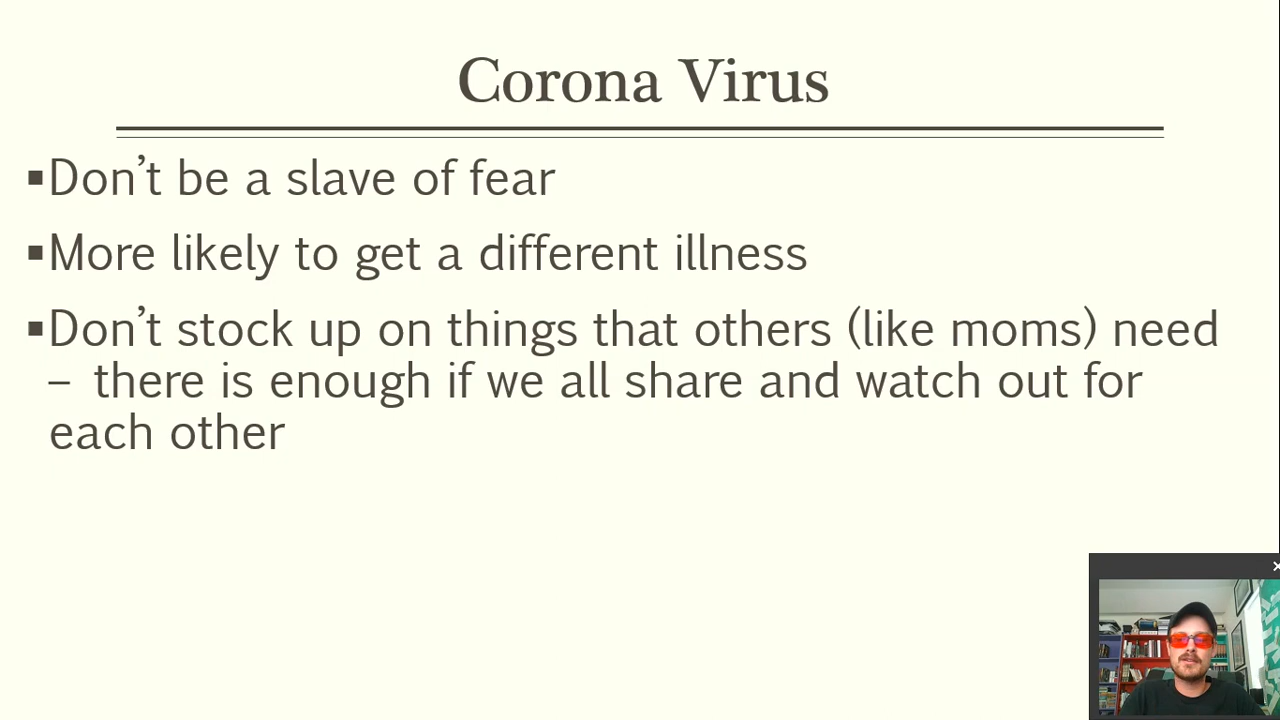 Corona Virus
▪Don’t be a slave of fear
▪More likely to get a different illness
▪Don’t stock up on things that others (like moms) need
– there is enough if we all share and watch out for
each other